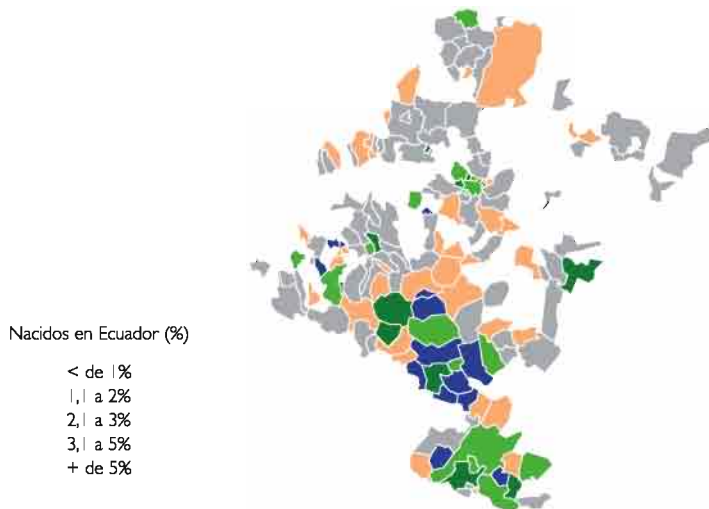 Nacidos en Ecuador (%)
< de 1%
1,1 a 2%
2,1 a 3%
3,1 a 5%
+ de 5%